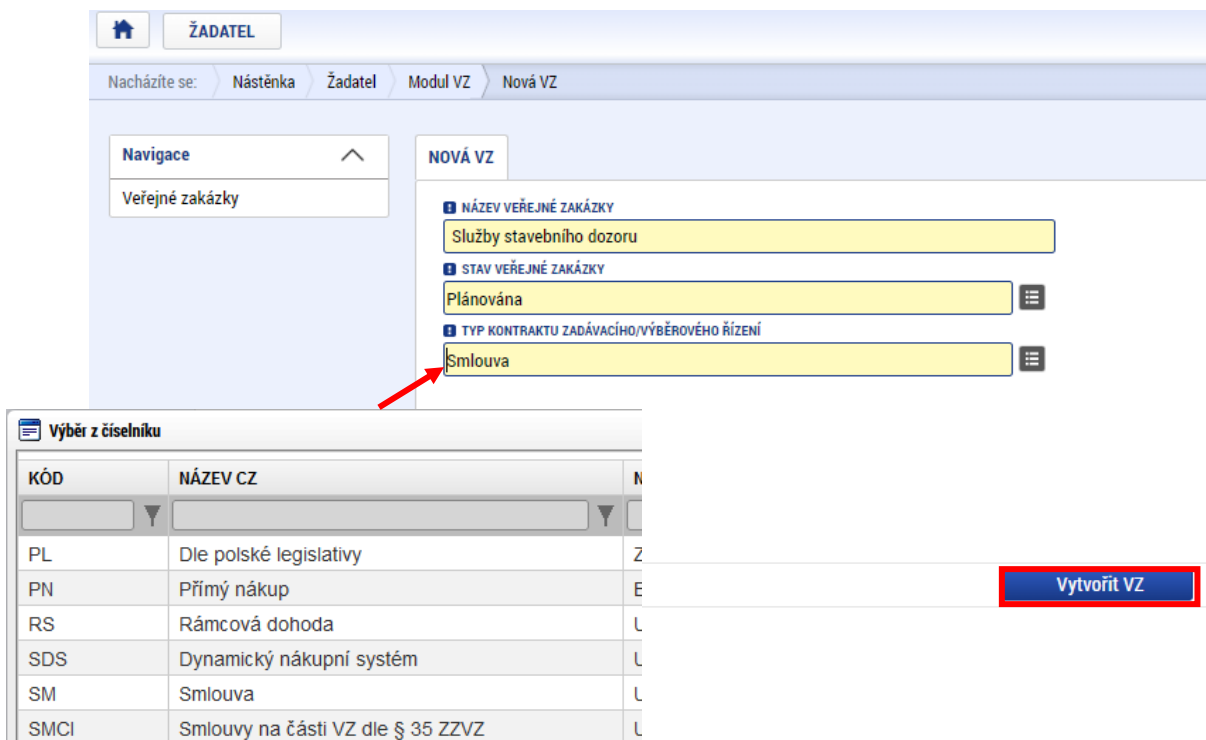 ŽADATEL
Nacházíte se: Nástěnka Žadatel Modul VZ Nová VZ
Navigace
Veřejné zakázky
NOVÁ VZ
NÁZEV VEŘEJNÉ ZAKÁZKY
Služby stavebního dozoru
STAV VEŘEJNÉ ZAKÁZKY
Plánována
TYP KONTRAKTU ZADÁVACÍHO/VÝBĚROVÉHO ŘÍZENÍ
Smlouva
Výběr z číselníku
KÓD NÁZEV CZ
PL Dle polské legislativy
PN Přímý nákup
RS Rámcová dohoda
SDS Dynamický nákupní systém
SM Smlouva
SMCI Smlouvy na části VZ dle § 35 ZZVZ
Vytvořit VZ